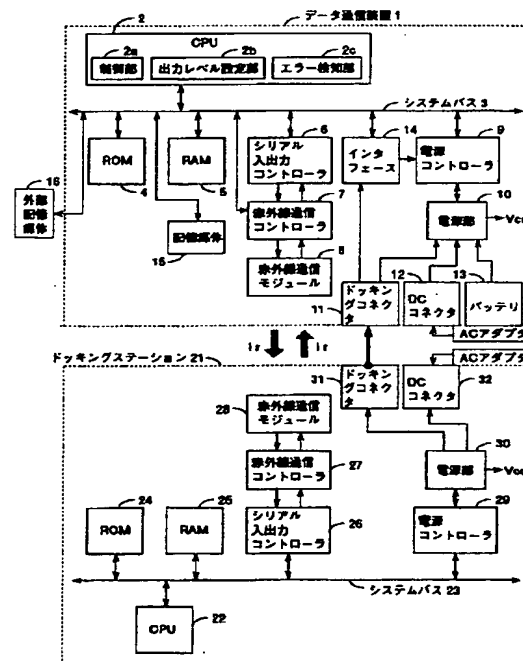 データ通信装置 1
2
CPU
2a
制御部
2b
出力レベル設定部
2c
エラー検知部
システムバス 3
16
外部
記憶
媒体
ROM
4
RAM
5
記憶媒体
15
6
シリアル
入出力
コントローラ
7
赤外線通信
コントローラ
8
赤外線通信
モジュール
14
インタ
フェース
9
電源
コントローラ
10
電源部
Vcc
11
ドッキン
グコネク
タ
12
DC
コネクタ
13
バッテリ
ACアダプタ
Ir
Ir
ドッキングステーション 21
ACアダプタ
31
ドッキン
グコネク
タ
DC
コネクタ
32
28
赤外線通信
モジュール
赤外線通信
コントローラ
27
シリアル
入出力
コントローラ
26
30
電源部
Vcc
29
電源
コントローラ
24
ROM
25
RAM
システムバス 23
CPU
22